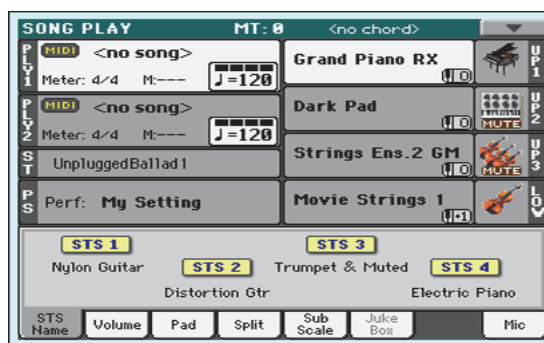 SONG PLAY MT: 0 <no chord>
PLY1 MIDI <no song>
Meter: 4/4 M:--- ♩=120
Grand Piano RX
0
UP1
PLY2 MIDI <no song>
Meter: 4/4 M:--- ♩=120
Dark Pad
0
MUTE
UP2
ST UnpluggedBallad1
Strings Ens.2 GM
0
MUTE
UP3
PS Perf: My Setting
Movie Strings 1
+1
LOW
STS 1 STS 3
Nylon Guitar STS 2 Trumpet & Muted STS 4
Distortion Gtr Electric Piano
STS Name Volume Pad Split Sub Scale Juke Box Mic